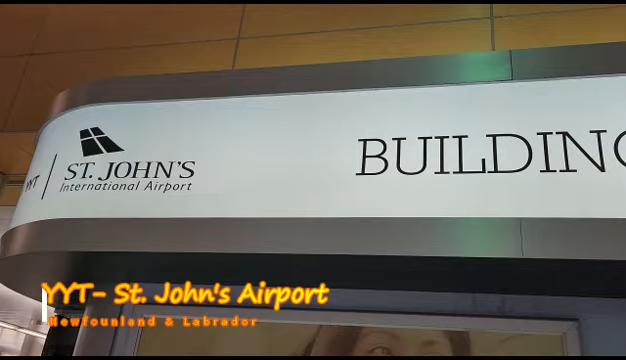 YYT
ST. JOHN'S
International Airport
BUILDING
YYT- St. John's Airport
Newfounland & Labrador